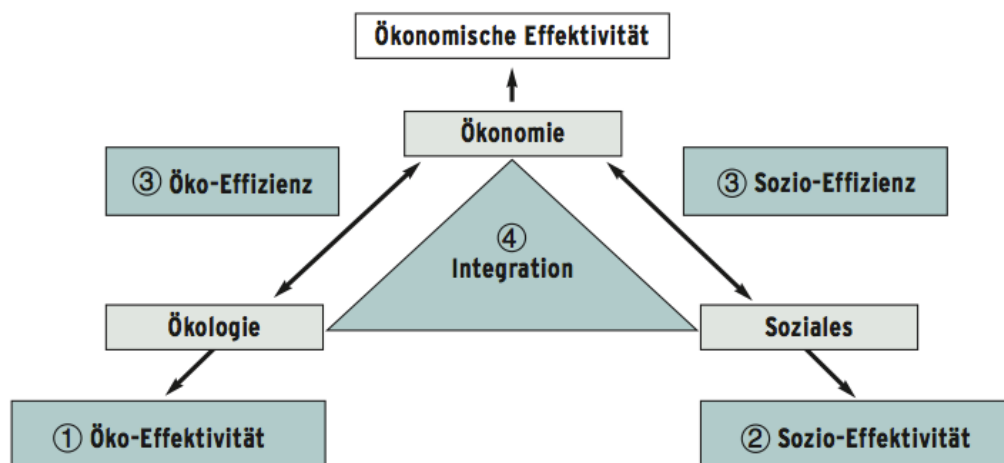 Ökonomische Effektivität
Ökonomie
③ Öko-Effizienz
③ Sozio-Effizienz
④
Integration
Ökologie
Soziales
① Öko-Effektivität
② Sozio-Effektivität